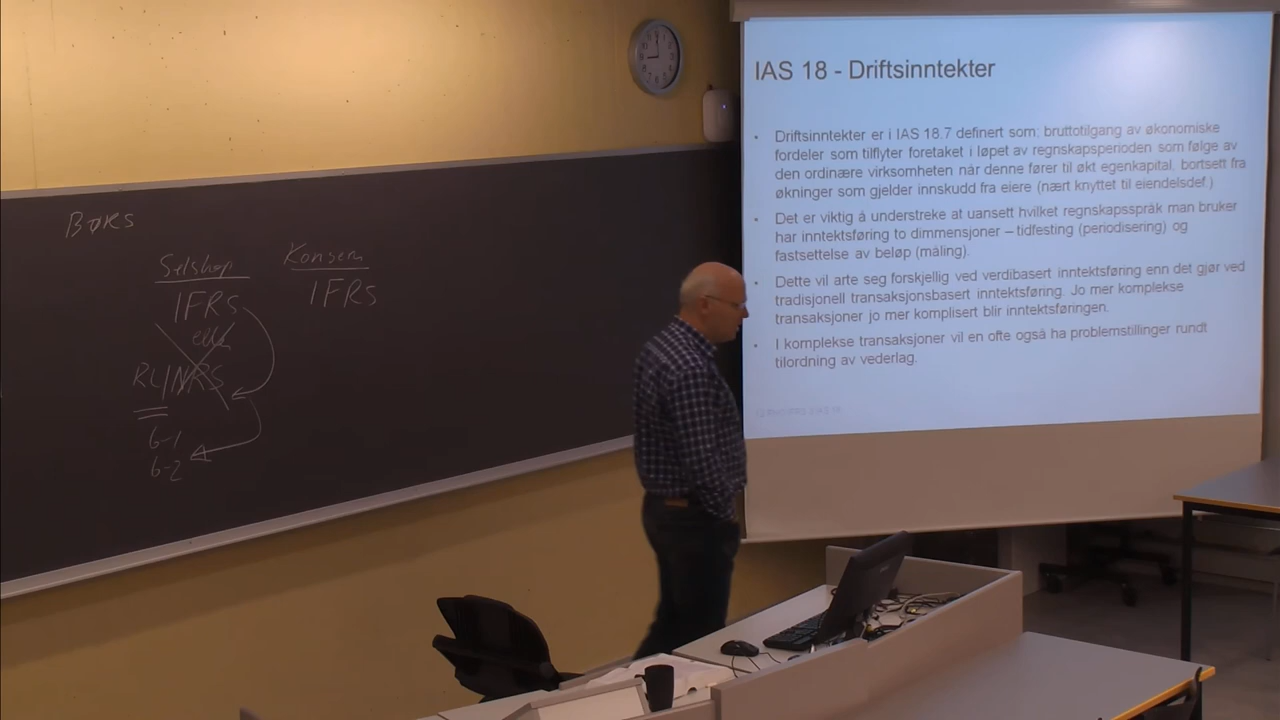 BØRS
Selskap Konsern
IFRS IFRS
eller
RL/NRS
6-1
6-2
IAS 18 - Driftsinntekter
• Driftsinntekter er i IAS 18.7 definert som: bruttotilgang av økonomiske
fordeler som tilflyter foretaket i løpet av regnskapsperioden som følge av
den ordinære virksomheten når denne fører til økt egenkapital, bortsett fra
økninger som gjelder innskudd fra eiere (nært knyttet til eiendelsdef.)
• Det er viktig å understreke at uansett hvilket regnskapsspråk man bruker
har inntektsføring to dimmensjoner – tidfesting (periodisering) og
fastsettelse av beløp (måling).
• Dette vil arte seg forskjellig ved verdibasert inntektsføring enn det gjør ved
tradisjonell transaksjonsbasert inntektsføring. Jo mer komplekse
transaksjoner jo mer komplisert blir inntektsføringen.
• I komplekse transaksjoner vil en ofte også ha problemstillinger rundt
tilordning av vederlag.